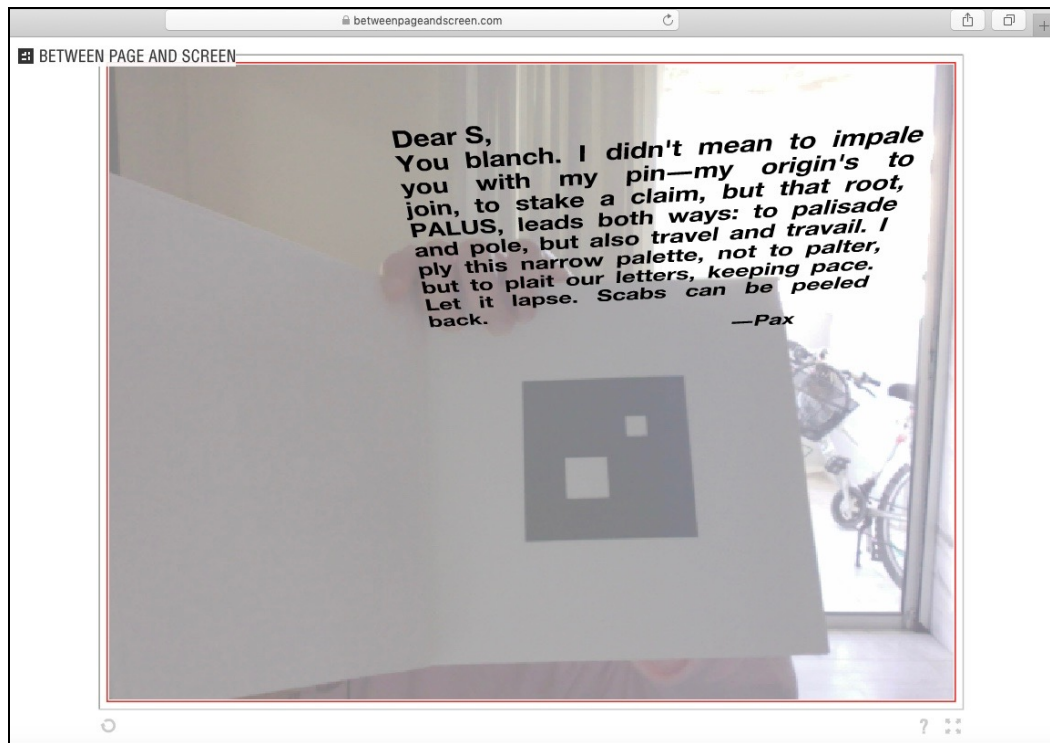 betweenpageandscreen.com
BETWEEN PAGE AND SCREEN
Dear S,
You blanch. I didn't mean to impale
you with my pin—my origin's to
join, to stake a claim, but that root,
PALUS, leads both ways: to palisade
and pole, but also travel and travail. I
ply this narrow palette, not to palter,
but to plait our letters, keeping pace.
Let it lapse. Scabs can be peeled
back. —Pax
?